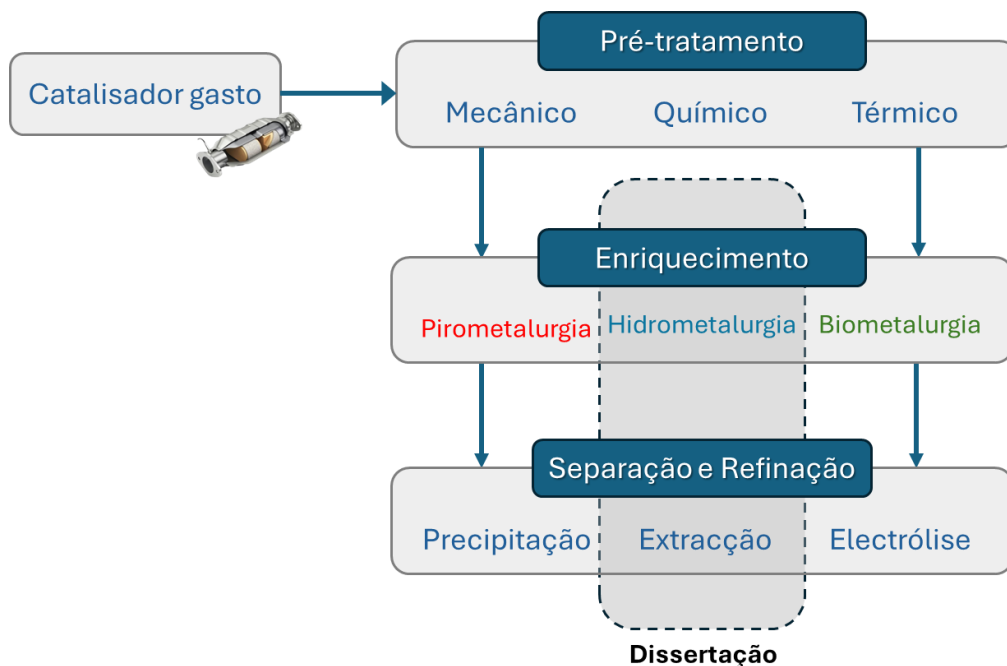 Pré-tratamento
Catalisador gasto
Mecânico Químico Térmico
Enriquecimento
Pirometalurgia Hidrometalurgia Biometalurgia
Separação e Refinação
Precipitação Extracção Electrólise
Dissertação